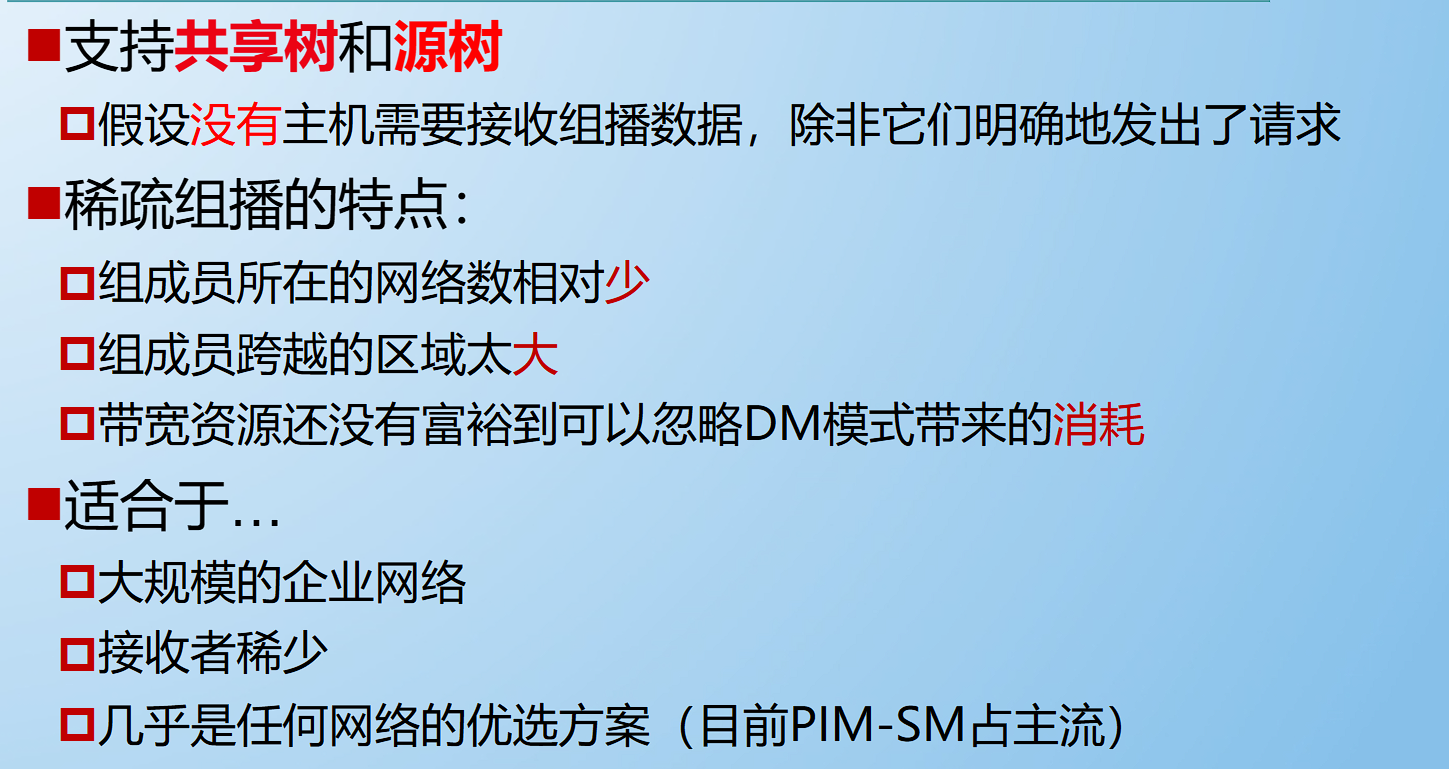 支持共享树和源树
假设没有主机需要接收组播数据，除非它们明确地发出了请求
稀疏组播的特点：
组成员所在的网络数相对少
组成员跨越的区域太大
带宽资源还没有富裕到可以忽略DM模式带来的消耗
适合于…
大规模的企业网络
接收者稀少
几乎是任何网络的优选方案（目前PIM-SM占主流）